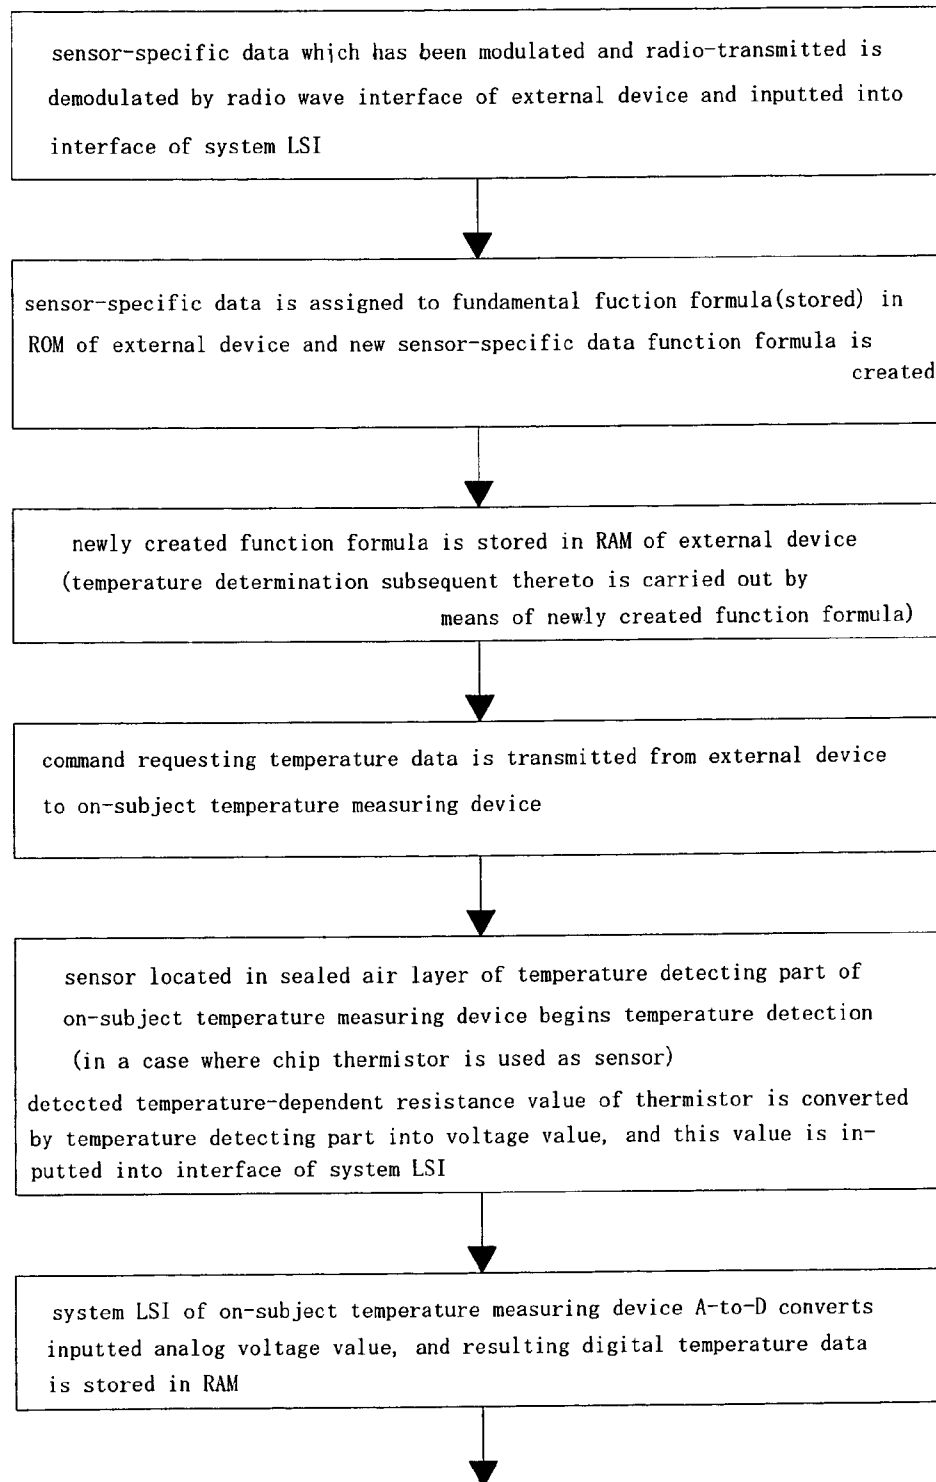 sensor-specific data which has been modulated and radio-transmitted is
demodulated by radio wave interface of external device and inputted into
interface of system LSI
sensor-specific data is assigned to fundamental fuction formula(stored) in
ROM of external device and new sensor-specific data function formula is
created
newly created function formula is stored in RAM of external device
(temperature determination subsequent thereto is carried out by
means of newly created function formula)
command requesting temperature data is transmitted from external device
to on-subject temperature measuring device
sensor located in sealed air layer of temperature detecting part of
on-subject temperature measuring device begins temperature detection
(in a case where chip thermistor is used as sensor)
detected temperature-dependent resistance value of thermistor is converted
by temperature detecting part into voltage value, and this value is in-
putted into interface of system LSI
system LSI of on-subject temperature measuring device A-to-D converts
inputted analog voltage value, and resulting digital temperature data
is stored in RAM